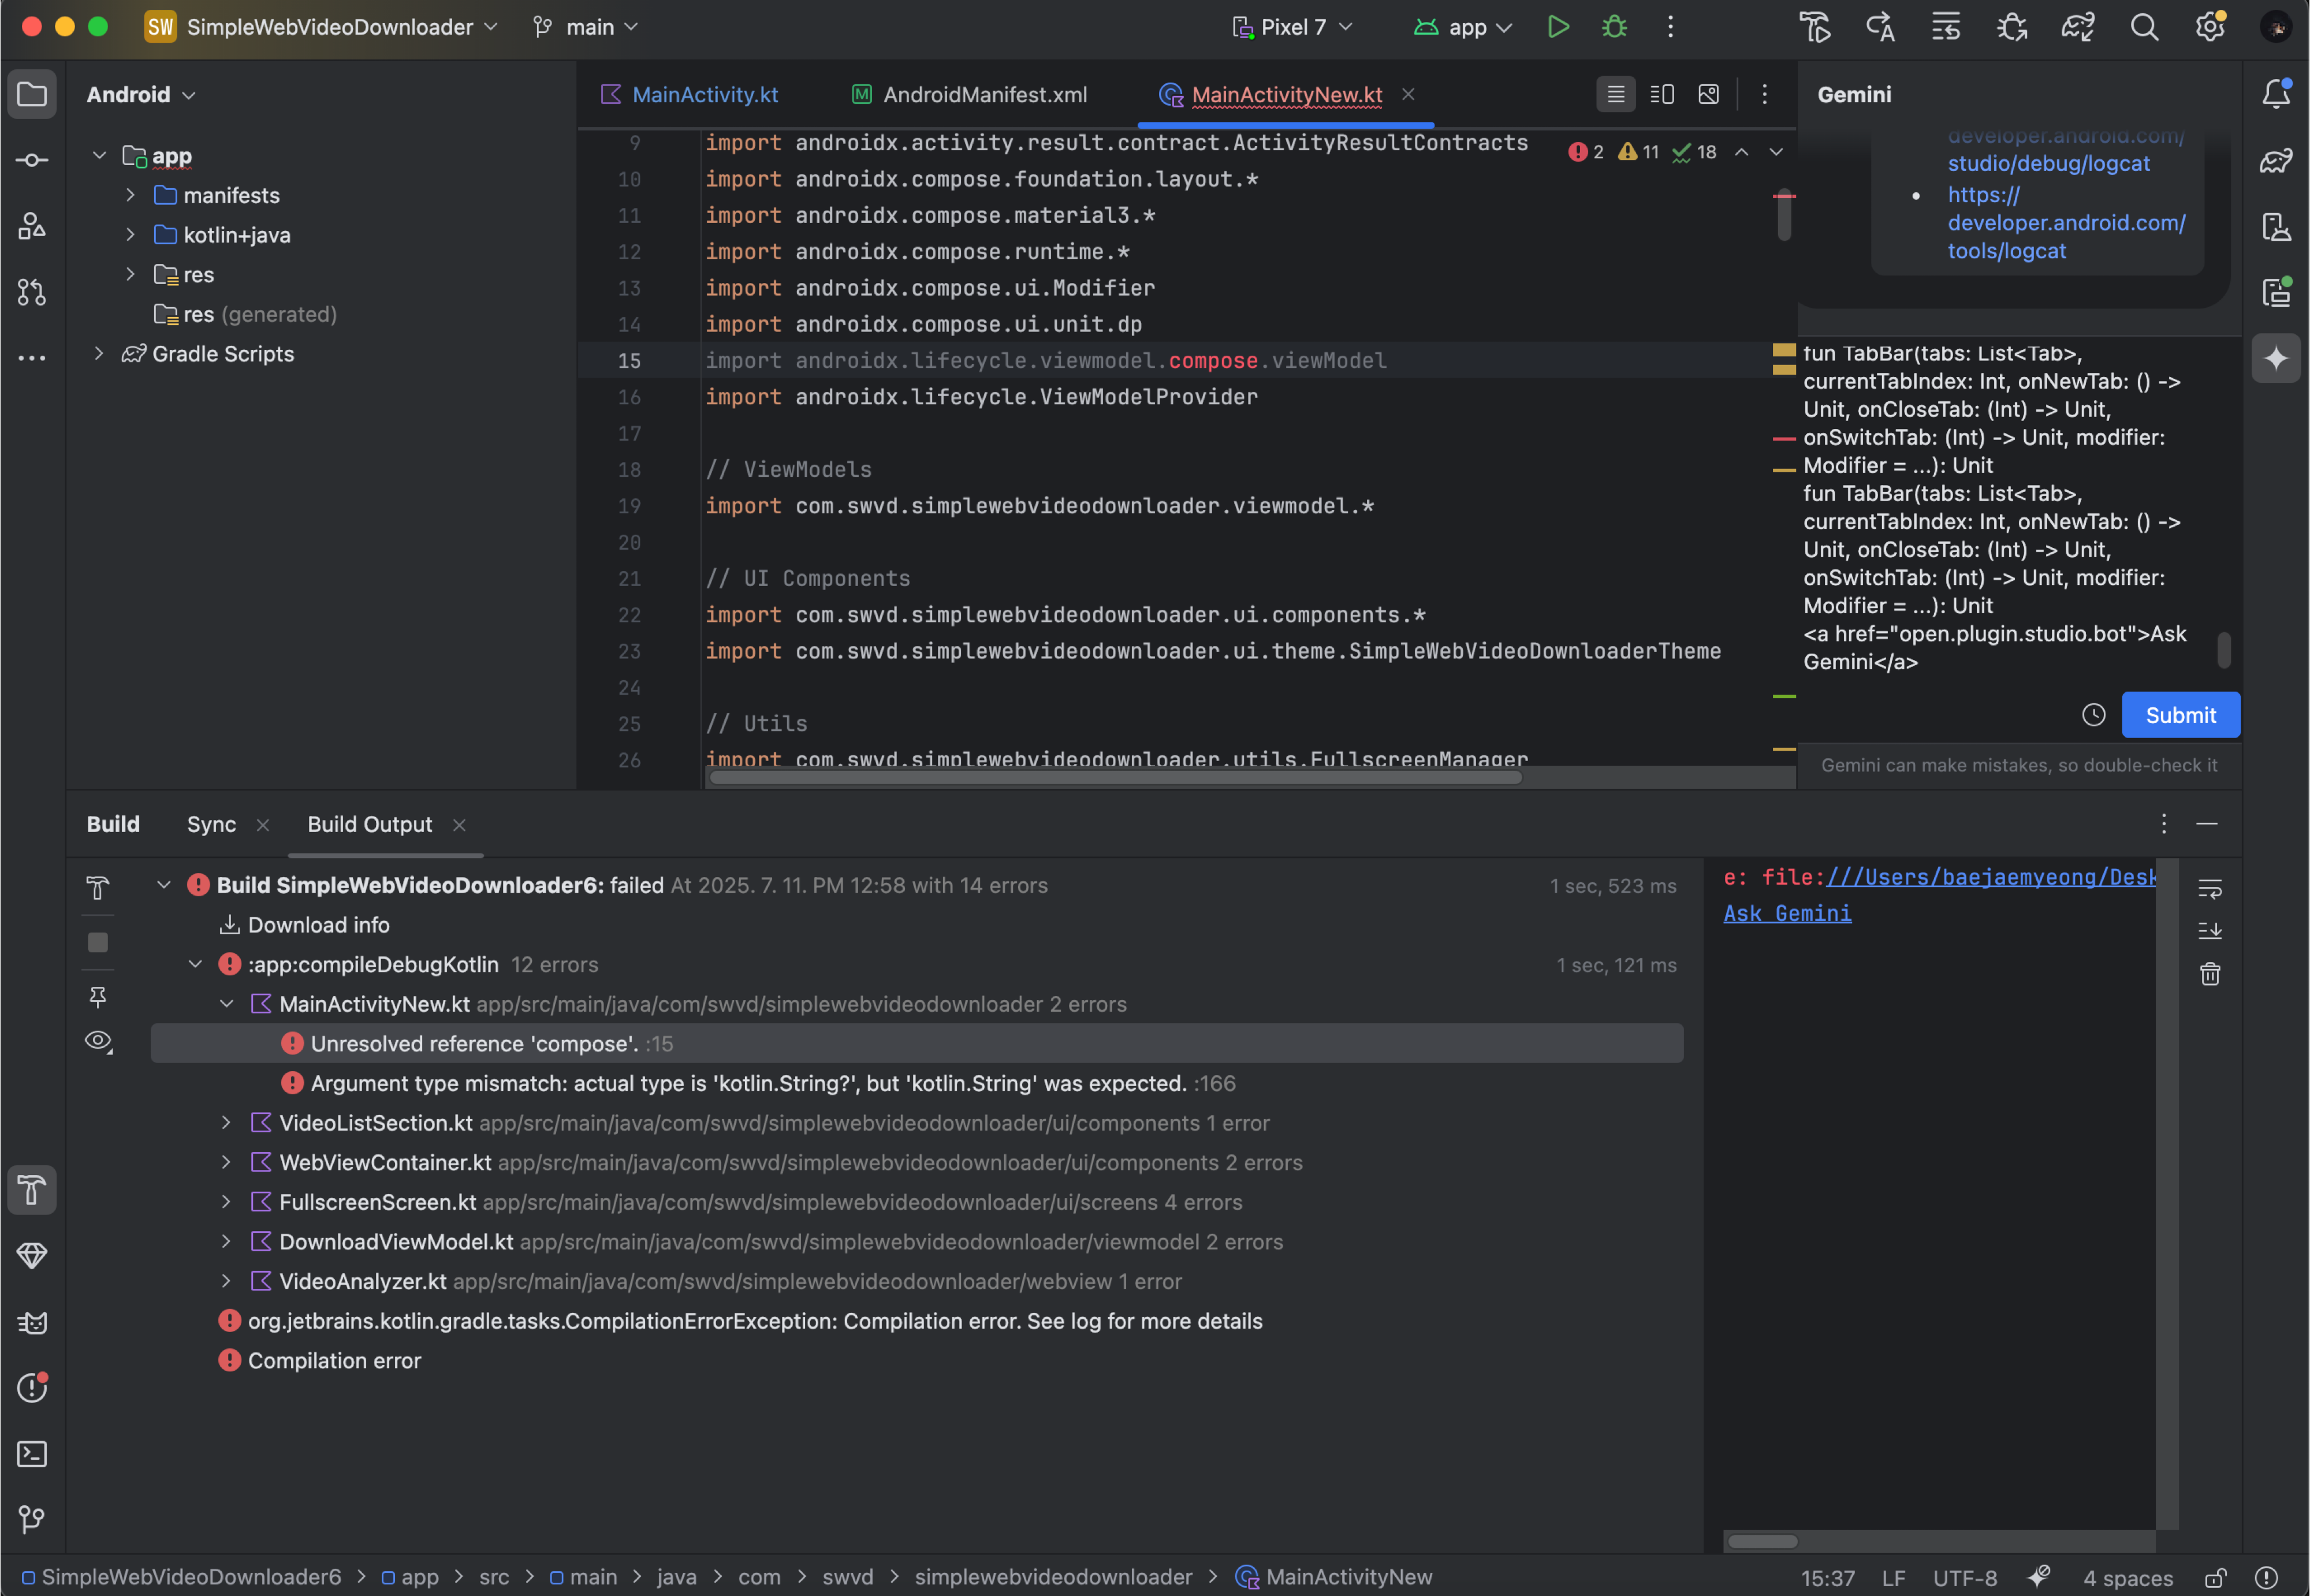 SW SimpleWebVideoDownloader main Pixel 7 app
Android
app
manifests
kotlin+java
res
res (generated)
Gradle Scripts
MainActivity.kt AndroidManifest.xml MainActivityNew.kt
2 11 18
9 import androidx.activity.result.contract.ActivityResultContracts
10 import androidx.compose.foundation.layout.*
11 import androidx.compose.material3.*
12 import androidx.compose.runtime.*
13 import androidx.compose.ui.Modifier
14 import androidx.compose.ui.unit.dp
15 import androidx.lifecycle.viewmodel.compose.viewModel
16 import androidx.lifecycle.ViewModelProvider
17
18 // ViewModels
19 import com.swvd.simplewebvideodownloader.viewmodel.*
20
21 // UI Components
22 import com.swvd.simplewebvideodownloader.ui.components.*
23 import com.swvd.simplewebvideodownloader.ui.theme.SimpleWebVideoDownloaderTheme
24
25 // Utils
26 import com.swvd.simplewebvideodownloader.utils.FullscreenManager
Gemini
developer.android.com/
studio/debug/logcat
https://
developer.android.com/
tools/logcat
fun TabBar(tabs: List<Tab>,
currentTabIndex: Int, onNewTab: () ->
Unit, onCloseTab: (Int) -> Unit,
onSwitchTab: (Int) -> Unit, modifier:
Modifier = ...): Unit
fun TabBar(tabs: List<Tab>,
currentTabIndex: Int, onNewTab: () ->
Unit, onCloseTab: (Int) -> Unit,
onSwitchTab: (Int) -> Unit, modifier:
Modifier = ...): Unit
<a href="open.plugin.studio.bot">Ask
Gemini</a>
Submit
Gemini can make mistakes, so double-check it
Build Sync Build Output
Build SimpleWebVideoDownloader6: failed At 2025. 7. 11. PM 12:58 with 14 errors 1 sec, 523 ms
Download info
:app:compileDebugKotlin 12 errors 1 sec, 121 ms
MainActivityNew.kt app/src/main/java/com/swvd/simplewebvideodownloader 2 errors
Unresolved reference 'compose'. :15
Argument type mismatch: actual type is 'kotlin.String?', but 'kotlin.String' was expected. :166
VideoListSection.kt app/src/main/java/com/swvd/simplewebvideodownloader/ui/components 1 error
WebViewContainer.kt app/src/main/java/com/swvd/simplewebvideodownloader/ui/components 2 errors
FullscreenScreen.kt app/src/main/java/com/swvd/simplewebvideodownloader/ui/screens 4 errors
DownloadViewModel.kt app/src/main/java/com/swvd/simplewebvideodownloader/viewmodel 2 errors
VideoAnalyzer.kt app/src/main/java/com/swvd/simplewebvideodownloader/webview 1 error
org.jetbrains.kotlin.gradle.tasks.CompilationErrorException: Compilation error. See log for more details
Compilation error
e: file:///Users/baejaemyeong/Desk
Ask Gemini
SimpleWebVideoDownloader6 > app > src > main > java > com > swvd > simplewebvideodownloader > MainActivityNew 15:37 LF UTF-8 4 spaces